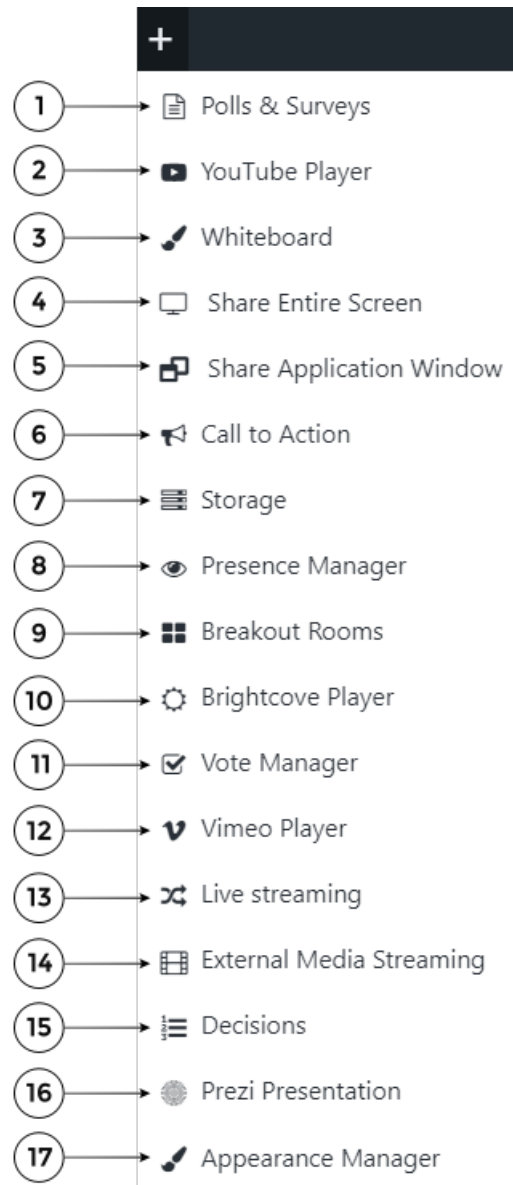 +
1 Polls & Surveys
2 YouTube Player
3 Whiteboard
4 Share Entire Screen
5 Share Application Window
6 Call to Action
7 Storage
8 Presence Manager
9 Breakout Rooms
10 Brightcove Player
11 Vote Manager
12 Vimeo Player
13 Live streaming
14 External Media Streaming
15 Decisions
16 Prezi Presentation
17 Appearance Manager